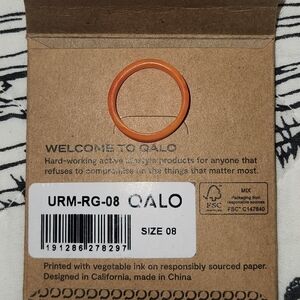 WELCOME TO QALO
Hard-working active lifestyle products for anyone that
refuses to compromise on the things that matter most.
URM-RG-08 QALO
SIZE 08
191286278297
FSC
MIX
Packaging from
responsible sources
FSC® C147840
Printed with vegetable ink on responsibly sourced paper.
Designed in California, made in China.